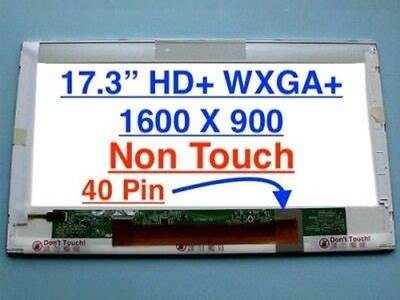 17.3” HD+ WXGA+
1600 X 900
Non Touch
40 Pin
Don't Touch!
Don't Touch!